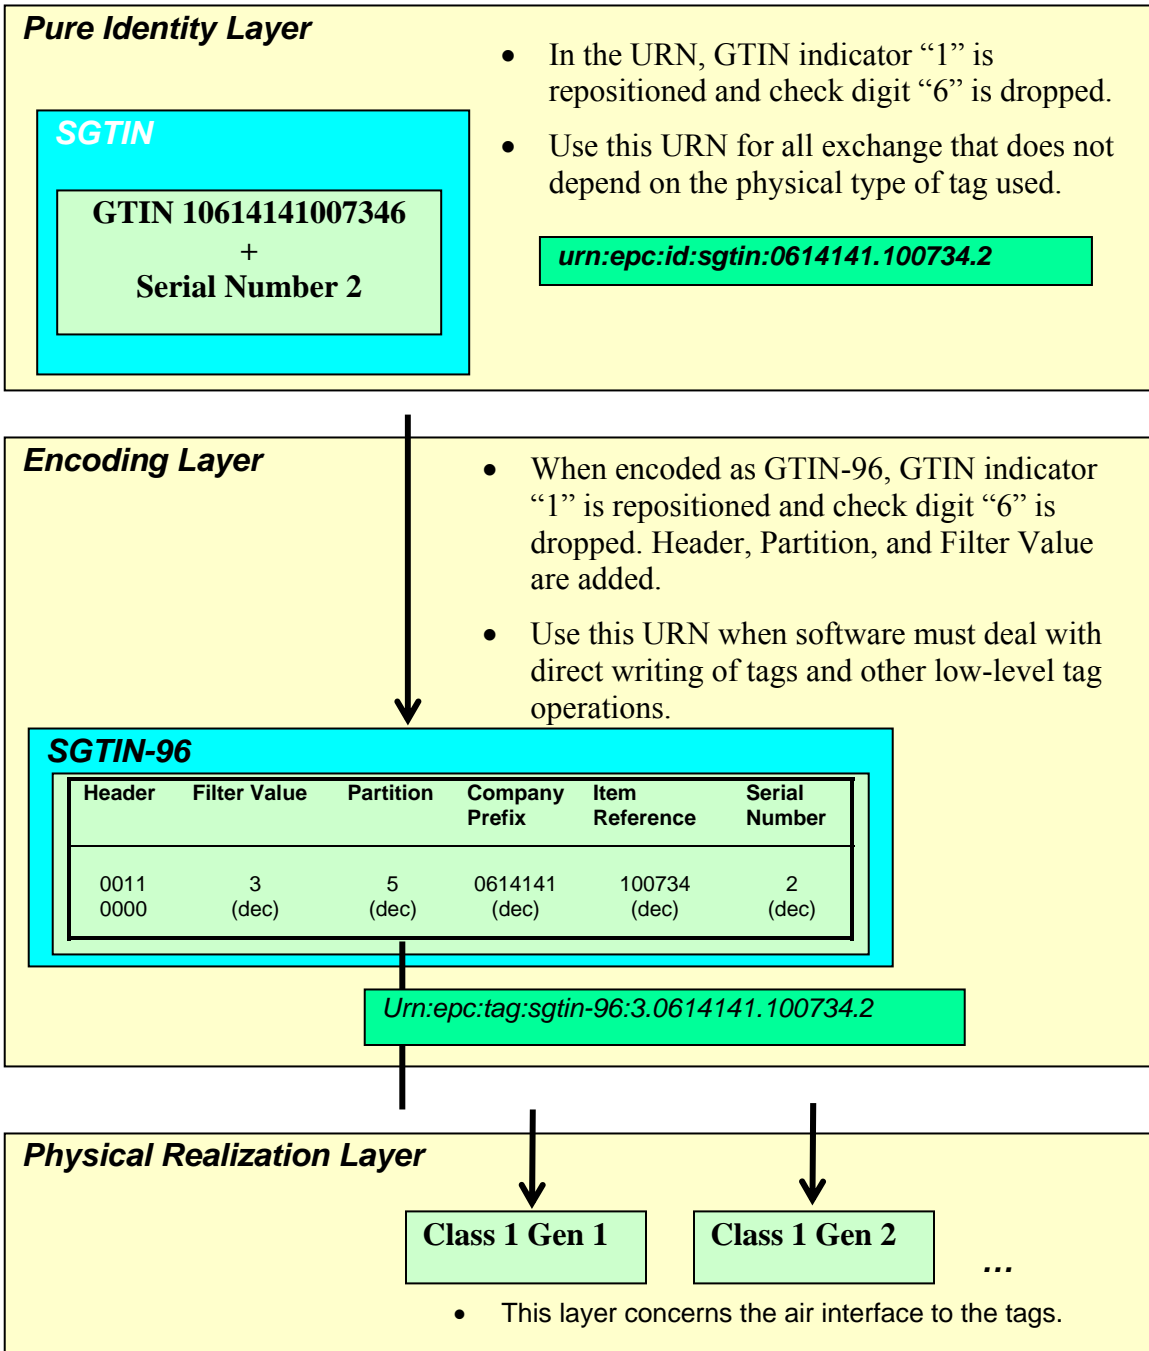 Pure Identity Layer
SGTIN
GTIN 10614141007346
+
Serial Number 2
• In the URN, GTIN indicator “1” is
repositioned and check digit “6” is dropped.
• Use this URN for all exchange that does not
depend on the physical type of tag used.
urn:epc:id:sgtin:0614141.100734.2
Encoding Layer
• When encoded as GTIN-96, GTIN indicator
“1” is repositioned and check digit “6” is
dropped. Header, Partition, and Filter Value
are added.
• Use this URN when software must deal with
direct writing of tags and other low-level tag
operations.
SGTIN-96
Header Filter Value Partition Company Item Serial
Prefix Reference Number
0011 3 5 0614141 100734 2
0000 (dec) (dec) (dec) (dec) (dec)
Urn:epc:tag:sgtin-96:3.0614141.100734.2
Physical Realization Layer
Class 1 Gen 1 Class 1 Gen 2 ...
• This layer concerns the air interface to the tags.